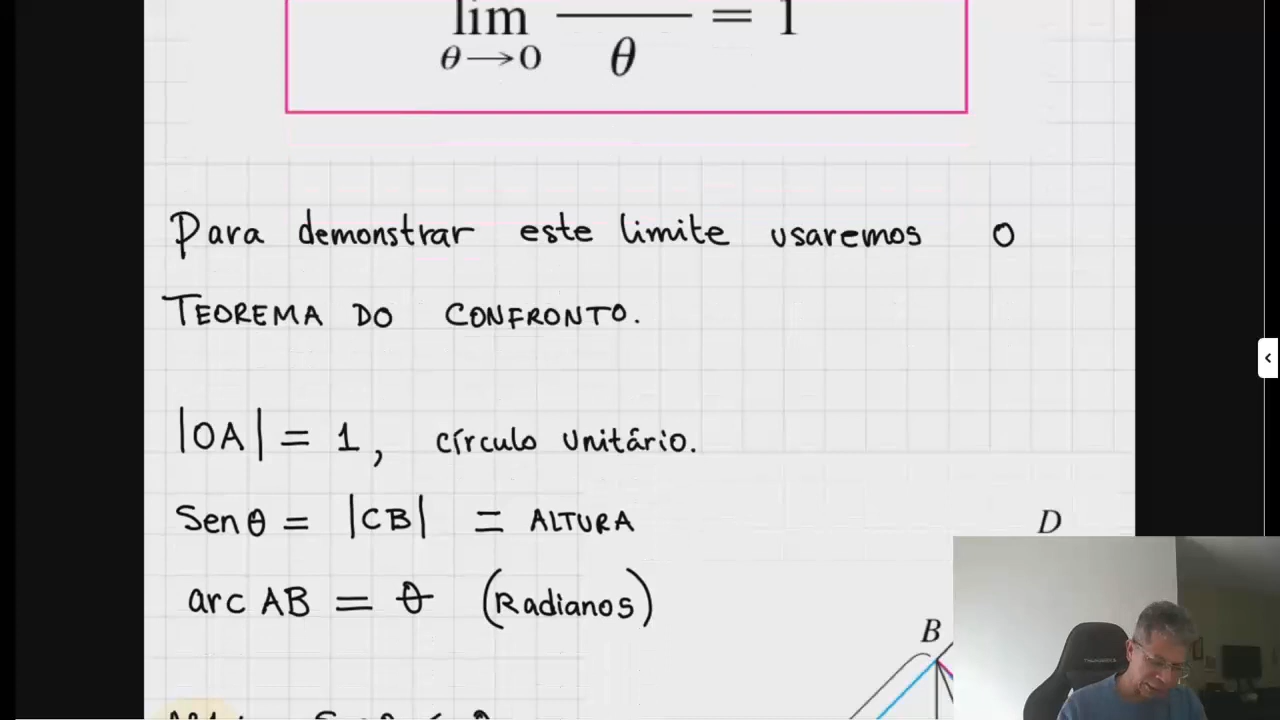 lim
θ→0
θ
= 1
Para demonstrar este limite usaremos o
TEOREMA DO CONFRONTO.
|OA| = 1, círculo unitário.
Sen θ = |CB| = ALTURA
D
arc AB = θ (Radianos)
B